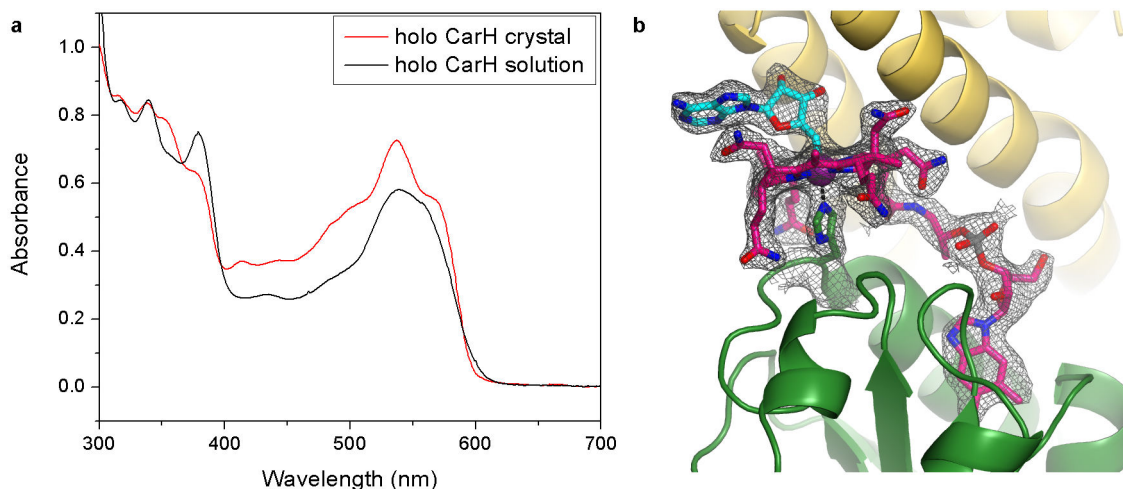 a
holo CarH crystal
holo CarH solution
1.0
0.8
0.6
0.4
0.2
0.0
Absorbance
300
400
500
600
700
Wavelength (nm)
b